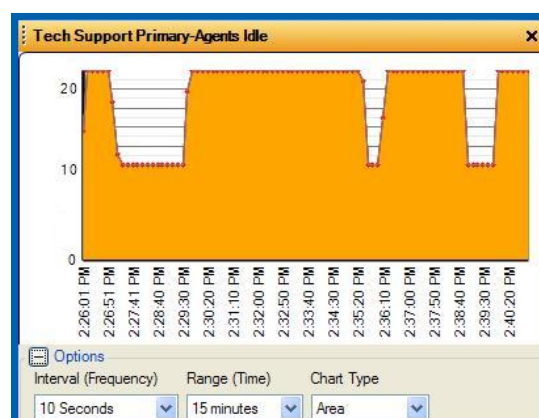 Tech Support Primary-Agents Idle
20
10
0
2:26:01 PM
2:26:51 PM
2:27:41 PM
2:28:40 PM
2:29:30 PM
2:30:20 PM
2:31:10 PM
2:32:00 PM
2:32:50 PM
2:33:40 PM
2:34:30 PM
2:35:20 PM
2:36:10 PM
2:37:00 PM
2:37:50 PM
2:38:40 PM
2:39:30 PM
2:40:20 PM
Options
Interval (Frequency) Range (Time) Chart Type
10 Seconds 15 minutes Area